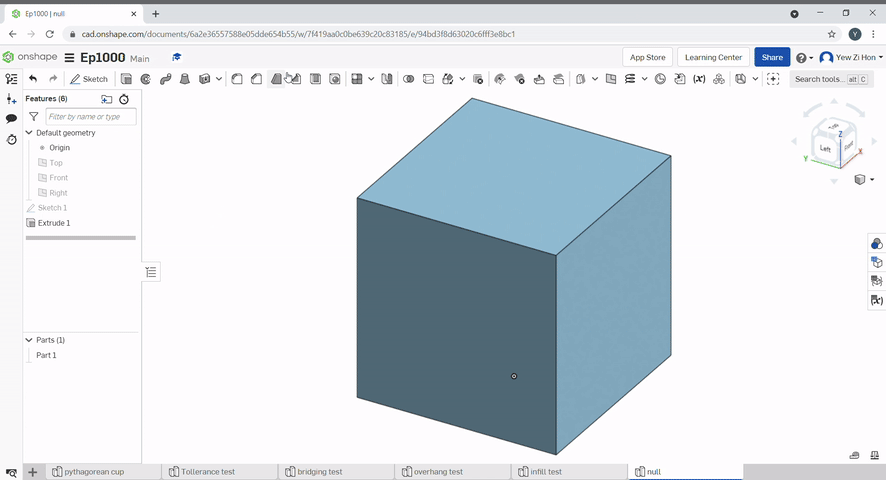 Ep1000 | null
cad.onshape.com/documents/6a2e36557588e05dde654b55/w/7f419aa0c0be639c20c83185/e/94bd3f8d63020c6fff3e8bc1
Y
onshape Ep1000 Main
App Store Learning Center Share Yew Zi Hon
Sketch
(x)
Search tools... alt C
Features (6)
Filter by name or type
Default geometry
Origin
Top
Front
Right
Sketch 1
Extrude 1
Z
Left
Y
X
(x)
Parts (1)
Part 1
pythagorean cup Tollerance test bridging test overhang test infill test null